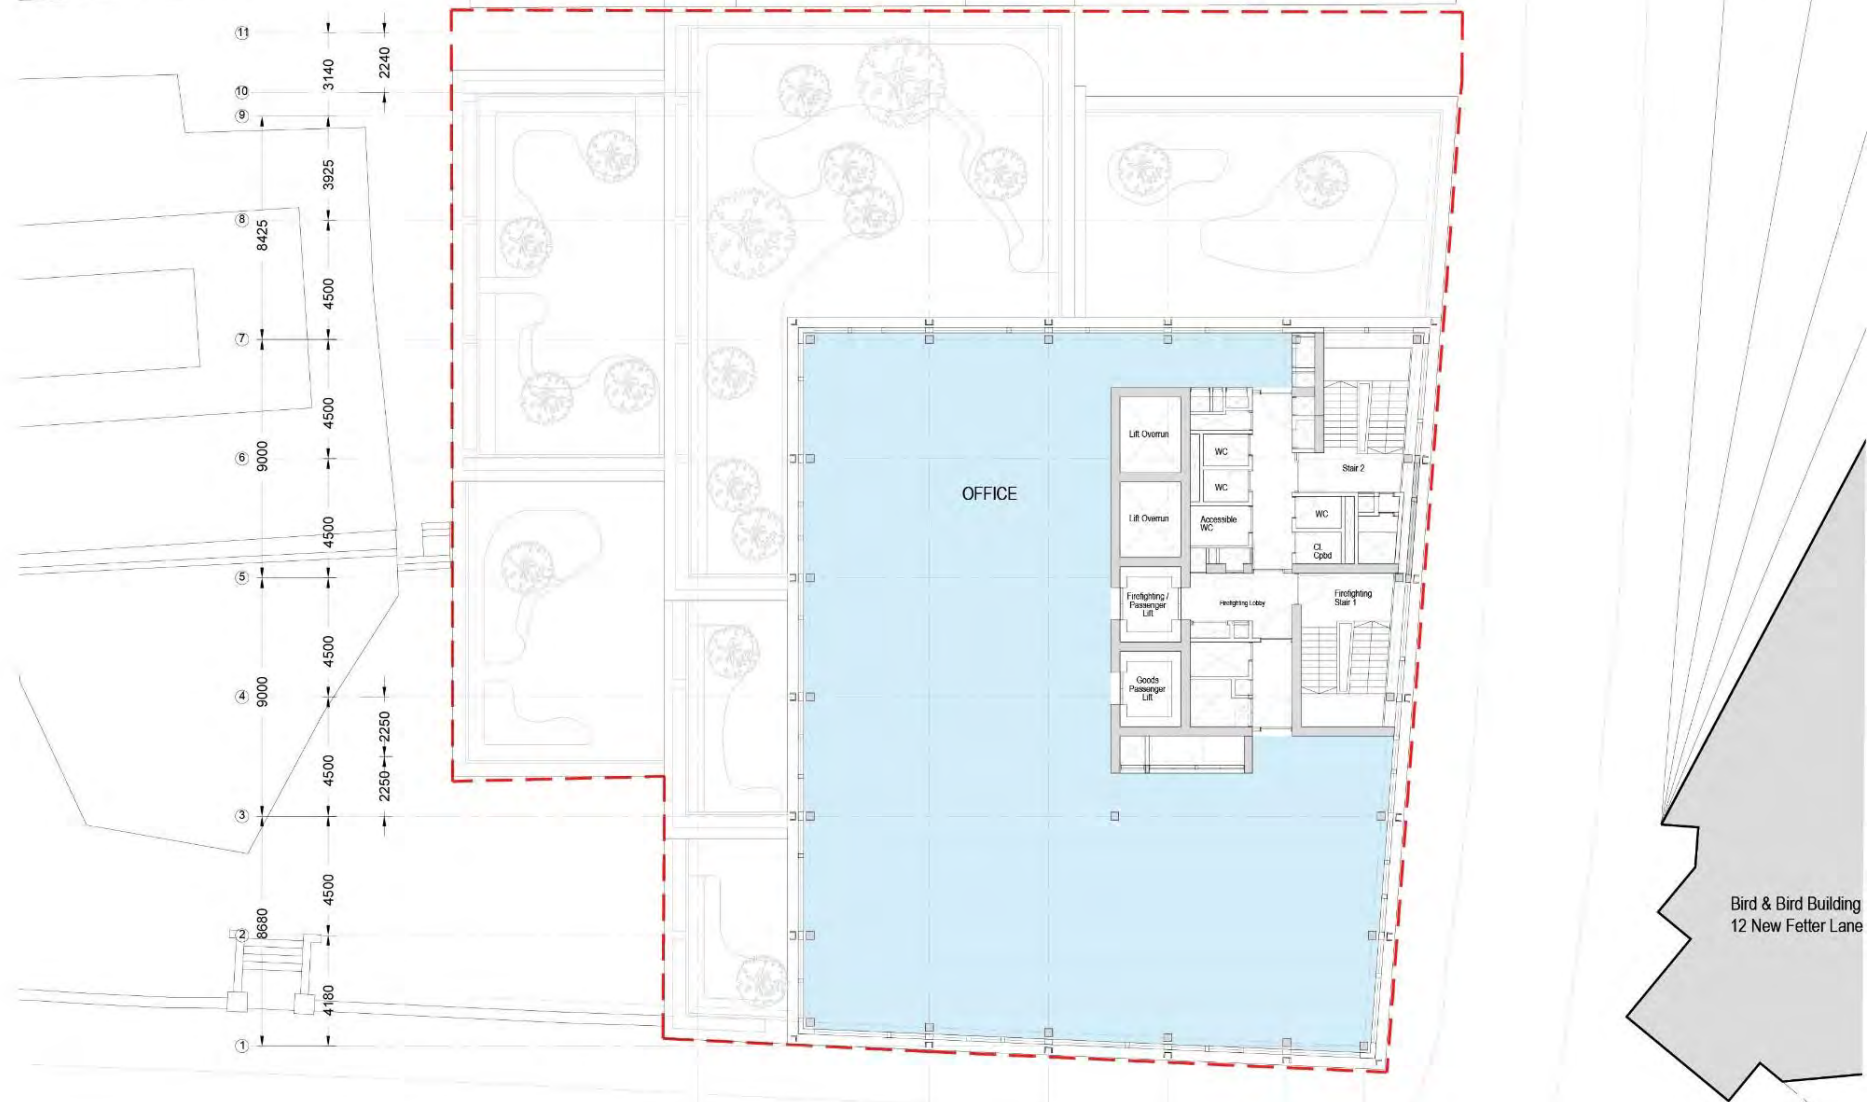 11
3140
2240
10
9
3925
8
8425
4500
7
4500
9000
6
4500
5
4500
9000
4
2250
4500
2250
3
4500
8680
2
4180
1
OFFICE
Lift Overrun
WC
WC
Lift Overrun
Accessible
WC
Stair 2
WC
Cl.
Cpbd
Firefighting /
Passenger
Lift
Firefighting Lobby
Firefighting
Stair 1
Goods
Passenger
Lift
Bird & Bird Building
12 New Fetter Lane